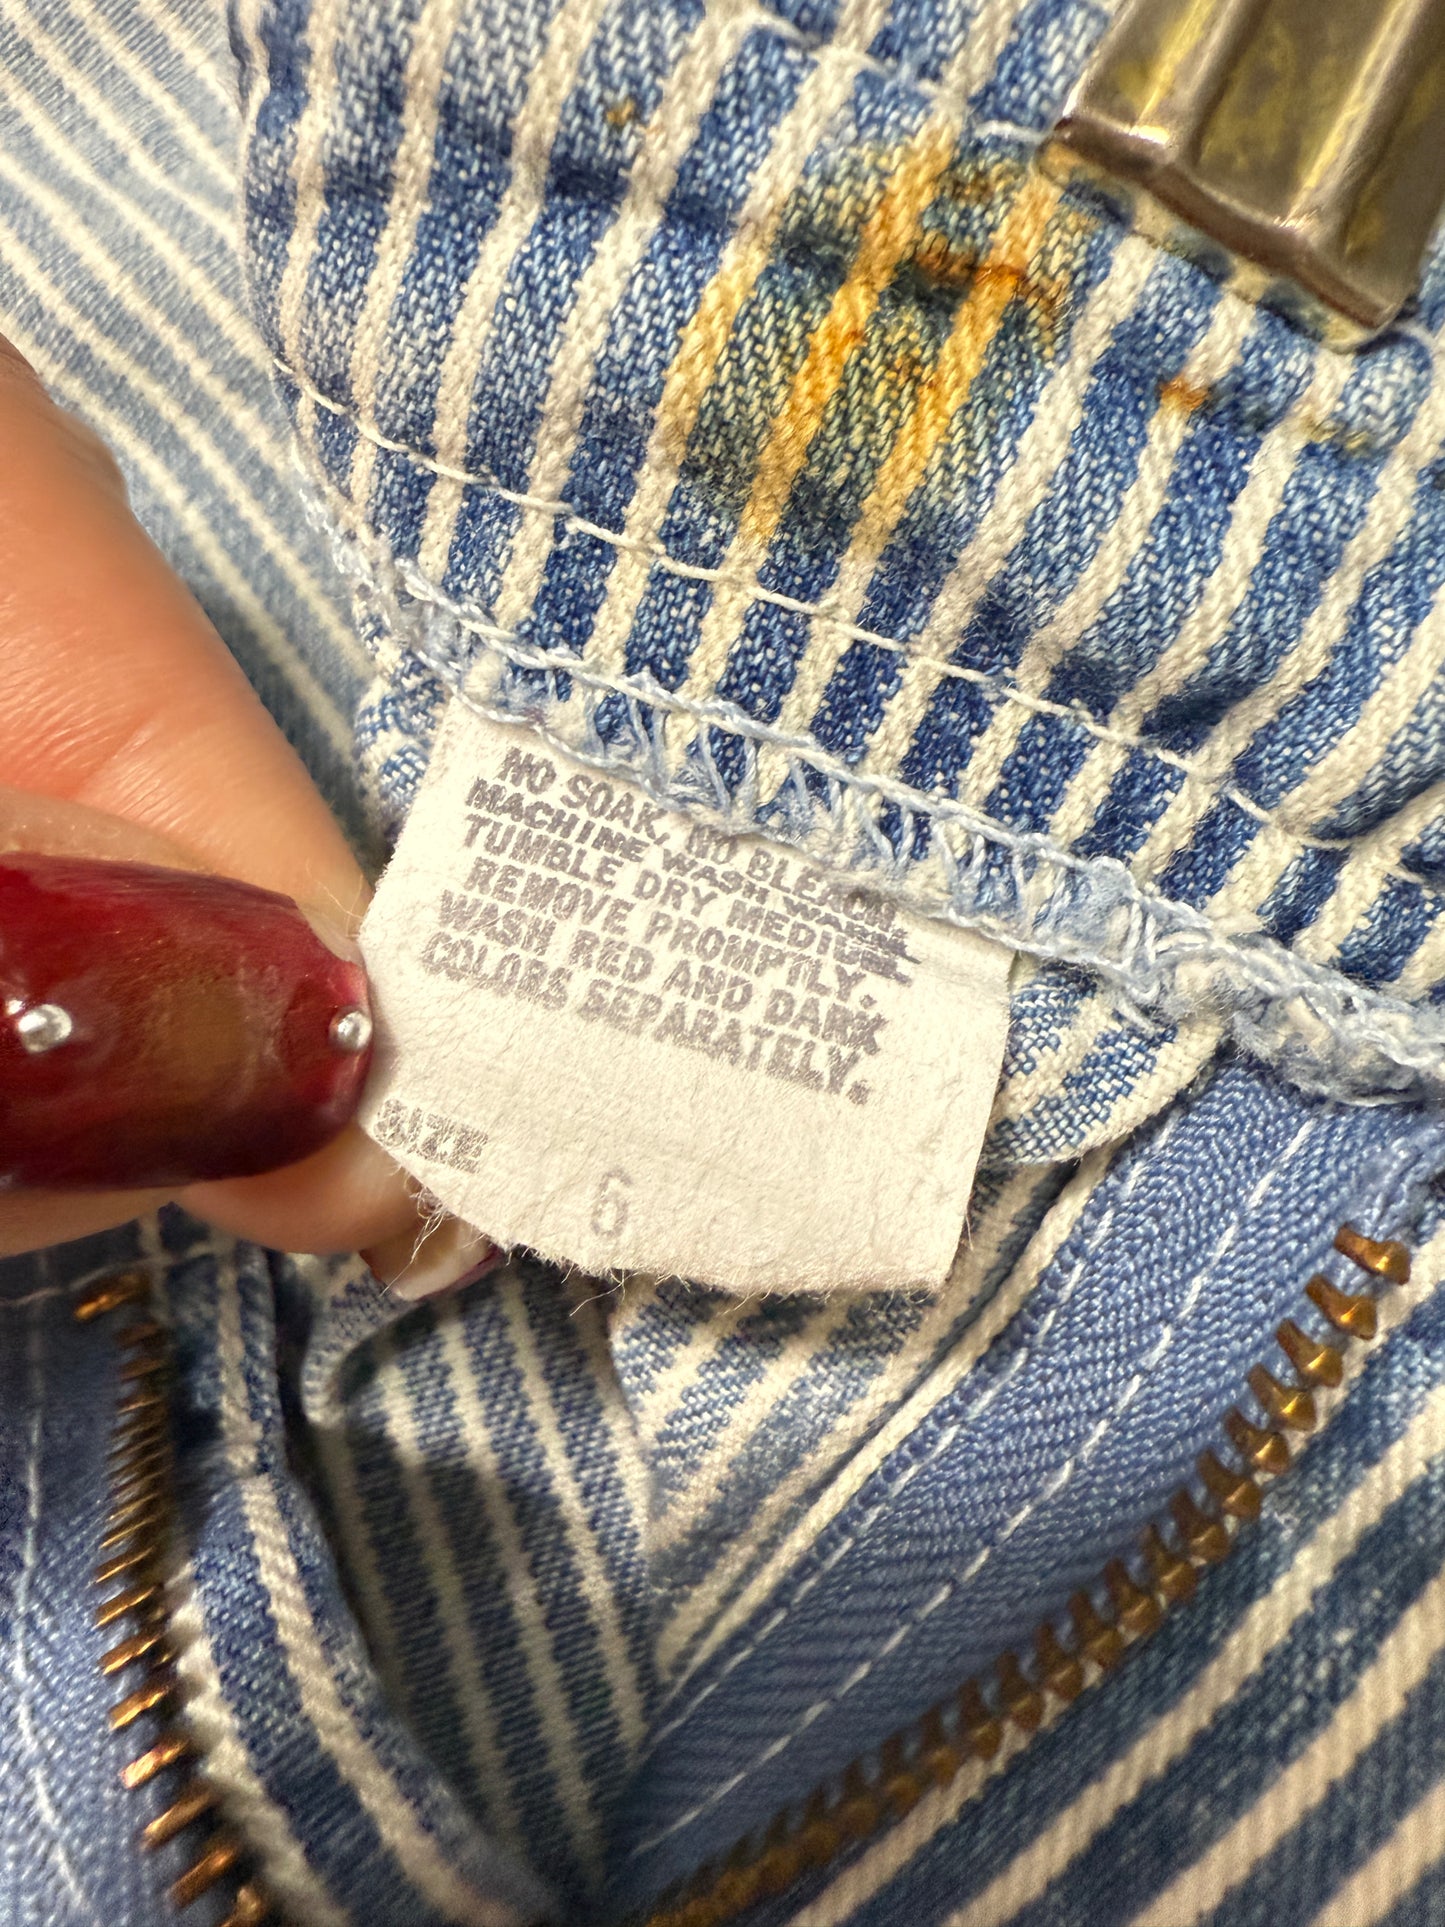 NO SOAK, NO BLEACH
MACHINE WASH WARM
TUMBLE DRY MEDIUM.
REMOVE PROMPTLY.
WASH RED AND DARK
COLORS SEPARATELY.
SIZE
6